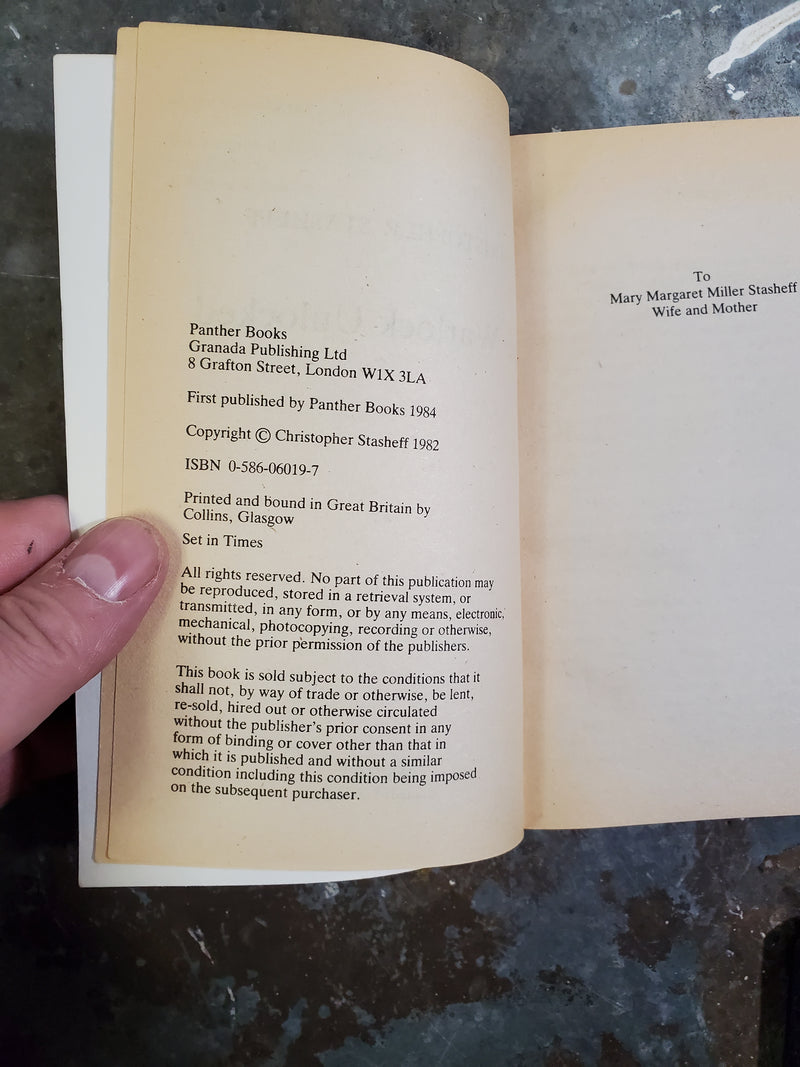 Panther Books
Granada Publishing Ltd
8 Grafton Street, London W1X 3LA
First published by Panther Books 1984
Copyright © Christopher Stasheff 1982
ISBN 0-586-06019-7
Printed and bound in Great Britain by
Collins, Glasgow
Set in Times
All rights reserved. No part of this publication may
be reproduced, stored in a retrieval system, or
transmitted, in any form, or by any means, electronic,
mechanical, photocopying, recording or otherwise,
without the prior permission of the publishers.
This book is sold subject to the conditions that it
shall not, by way of trade or otherwise, be lent,
re-sold, hired out or otherwise circulated
without the publisher's prior consent in any
form of binding or cover other than that in
which it is published and without a similar
condition including this condition being imposed
on the subsequent purchaser.
To
Mary Margaret Miller Stasheff
Wife and Mother